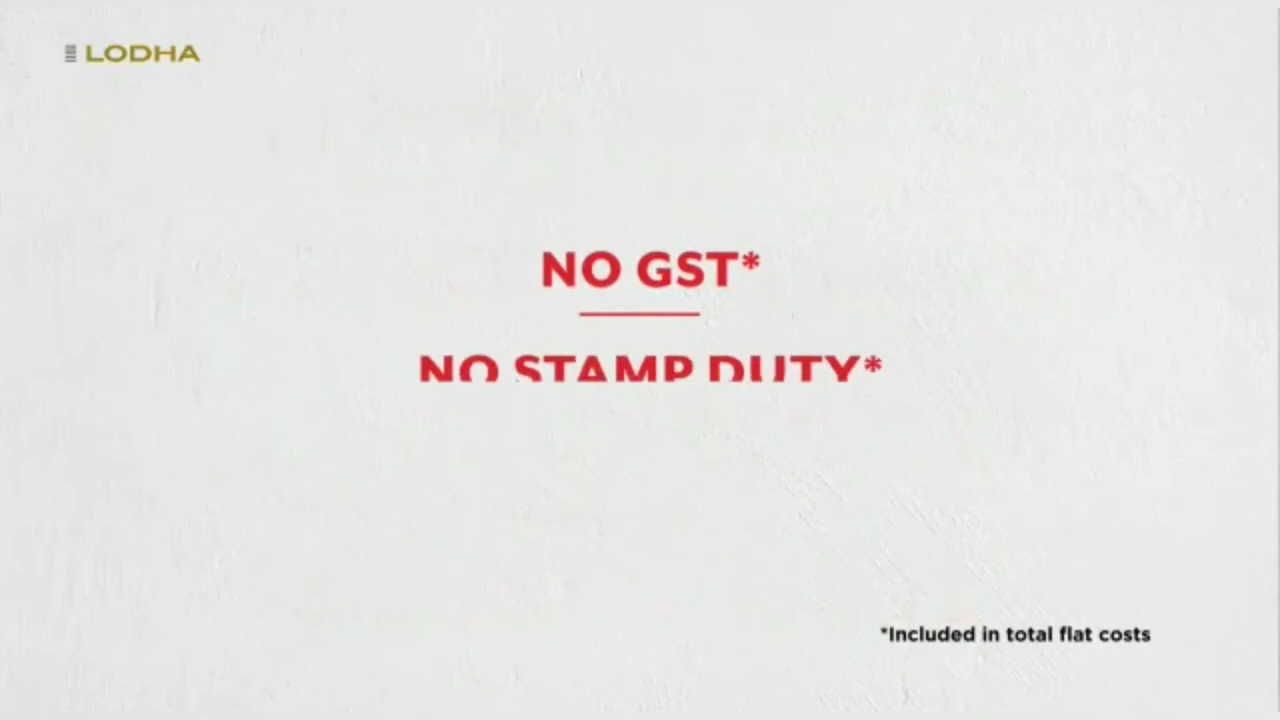 LODHA
NO GST*
NO STAMP DUTY*
*Included in total flat costs